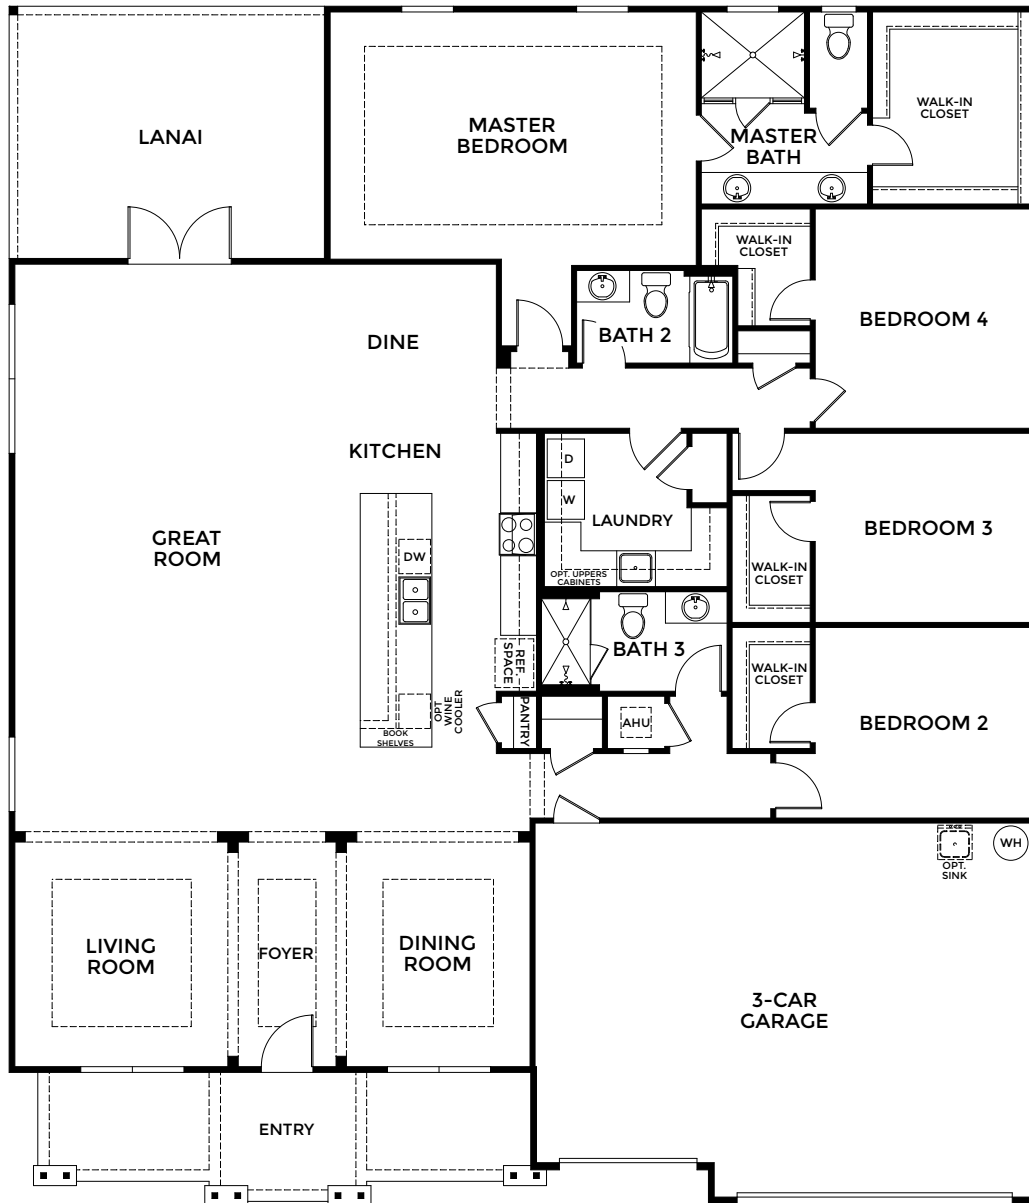 LANAI
MASTER
BEDROOM
MASTER
BATH
WALK-IN
CLOSET
WALK-IN
CLOSET
BEDROOM 4
DINE
BATH 2
KITCHEN
D
W
LAUNDRY
OPT. UPPERS
CABINETS
BEDROOM 3
WALK-IN
CLOSET
GREAT
ROOM
DW
REF.
SPACE
BATH 3
WALK-IN
CLOSET
BEDROOM 2
OPT
WINE
COOLER
PANTRY
AHU
BOOK
SHELVES
OPT.
SINK
WH
LIVING
ROOM
FOYER
DINING
ROOM
3-CAR
GARAGE
ENTRY